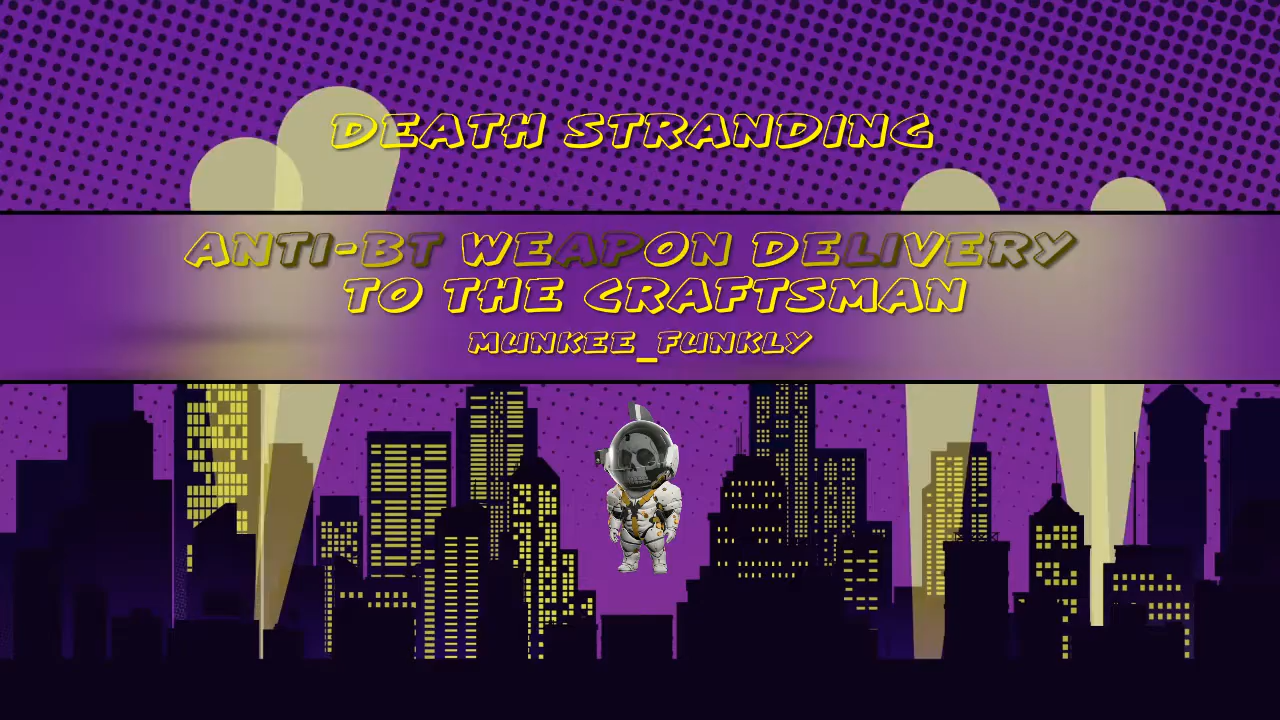 DEATH STRANDING
ANTI-BT WEAPON DELIVERY
TO THE CRAFTSMAN
MUNKEE_FUNKLY